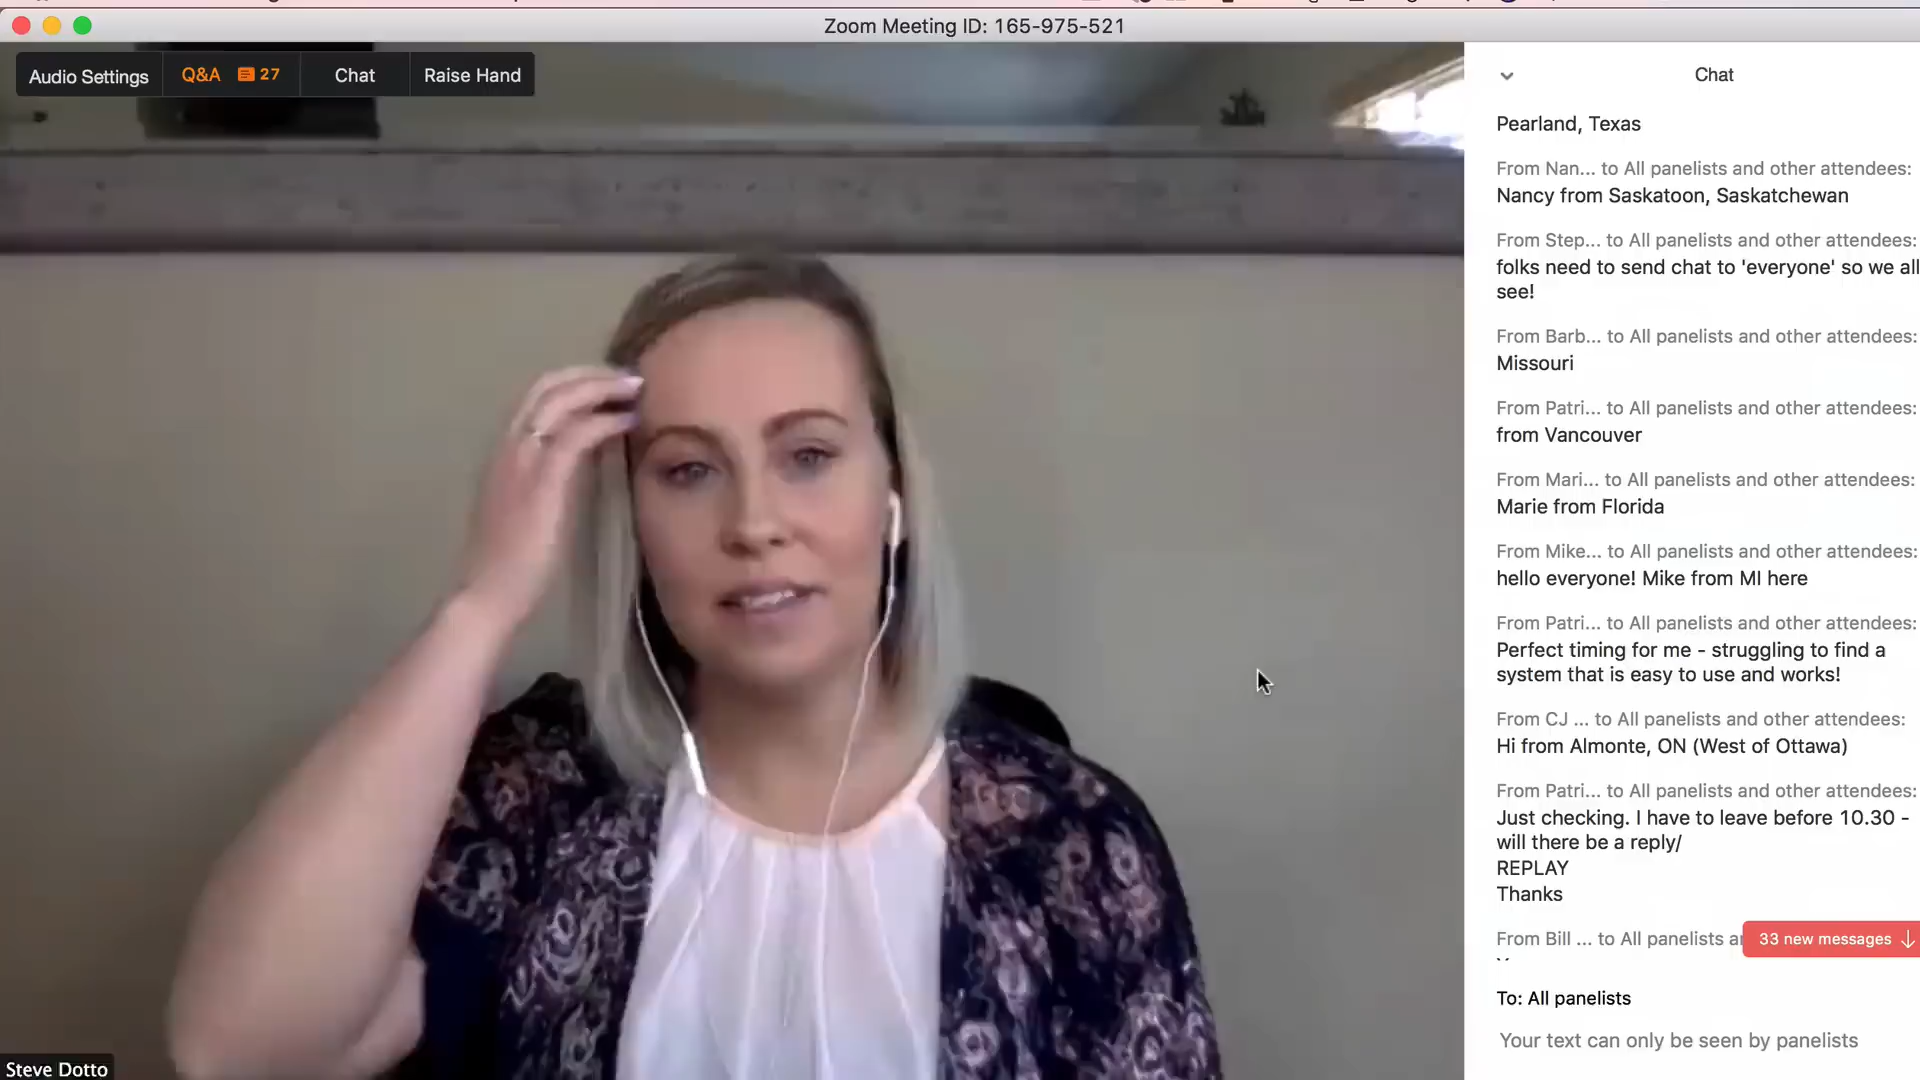 Zoom Meeting ID: 165-975-521
Audio Settings
Q&A 27
Chat
Raise Hand
Chat
Pearland, Texas
From Nan... to All panelists and other attendees:
Nancy from Saskatoon, Saskatchewan
From Step... to All panelists and other attendees:
folks need to send chat to 'everyone' so we all
see!
From Barb... to All panelists and other attendees:
Missouri
From Patri... to All panelists and other attendees:
from Vancouver
From Mari... to All panelists and other attendees:
Marie from Florida
From Mike... to All panelists and other attendees:
hello everyone! Mike from MI here
From Patri... to All panelists and other attendees:
Perfect timing for me - struggling to find a
system that is easy to use and works!
From CJ ... to All panelists and other attendees:
Hi from Almonte, ON (West of Ottawa)
From Patri... to All panelists and other attendees:
Just checking. I have to leave before 10.30 -
will there be a reply/
REPLAY
Thanks
From Bill ... to All panelists
33 new messages
To: All panelists
Your text can only be seen by panelists
Steve Dotto